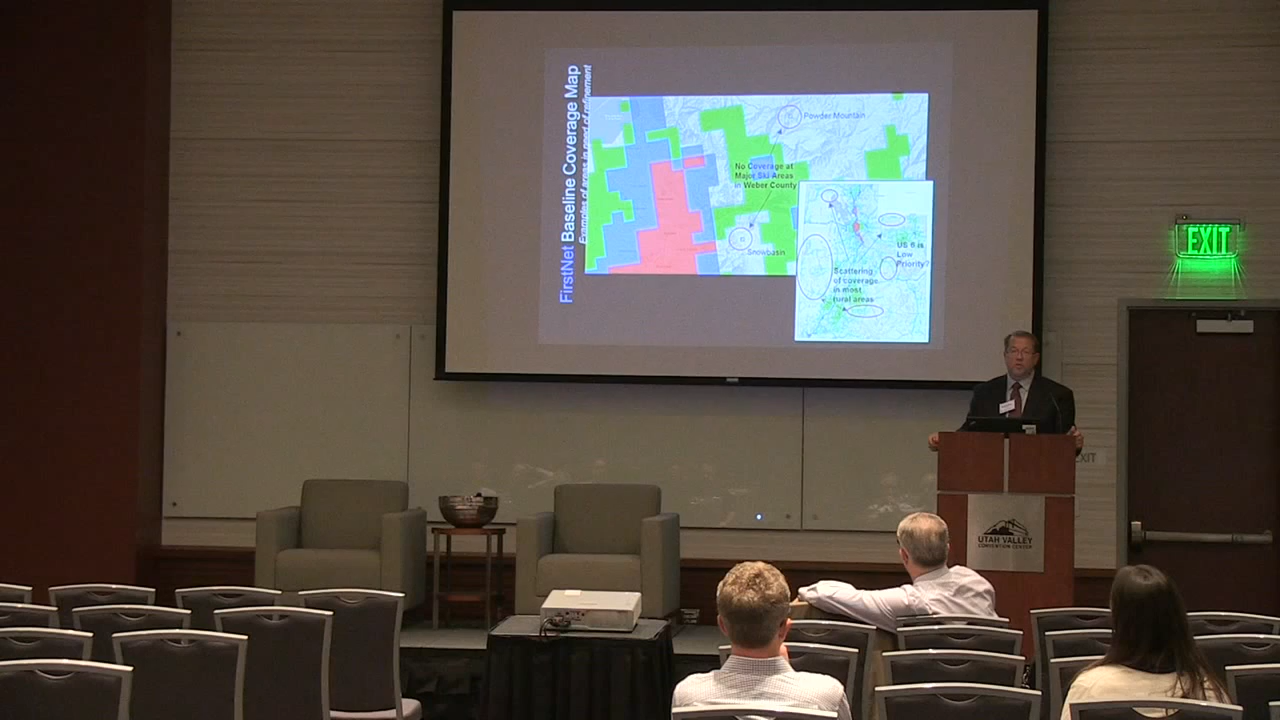 FirstNet Baseline Coverage Map
Examples of areas in need of refinement
Powder Mountain
No Coverage at
Major Ski Areas
in Weber County
Snowbasin
US 6 is
Low
Priority?
Scattering
of coverage
in most
rural areas
EXIT
EXIT
UTAH VALLEY
CONVENTION CENTER